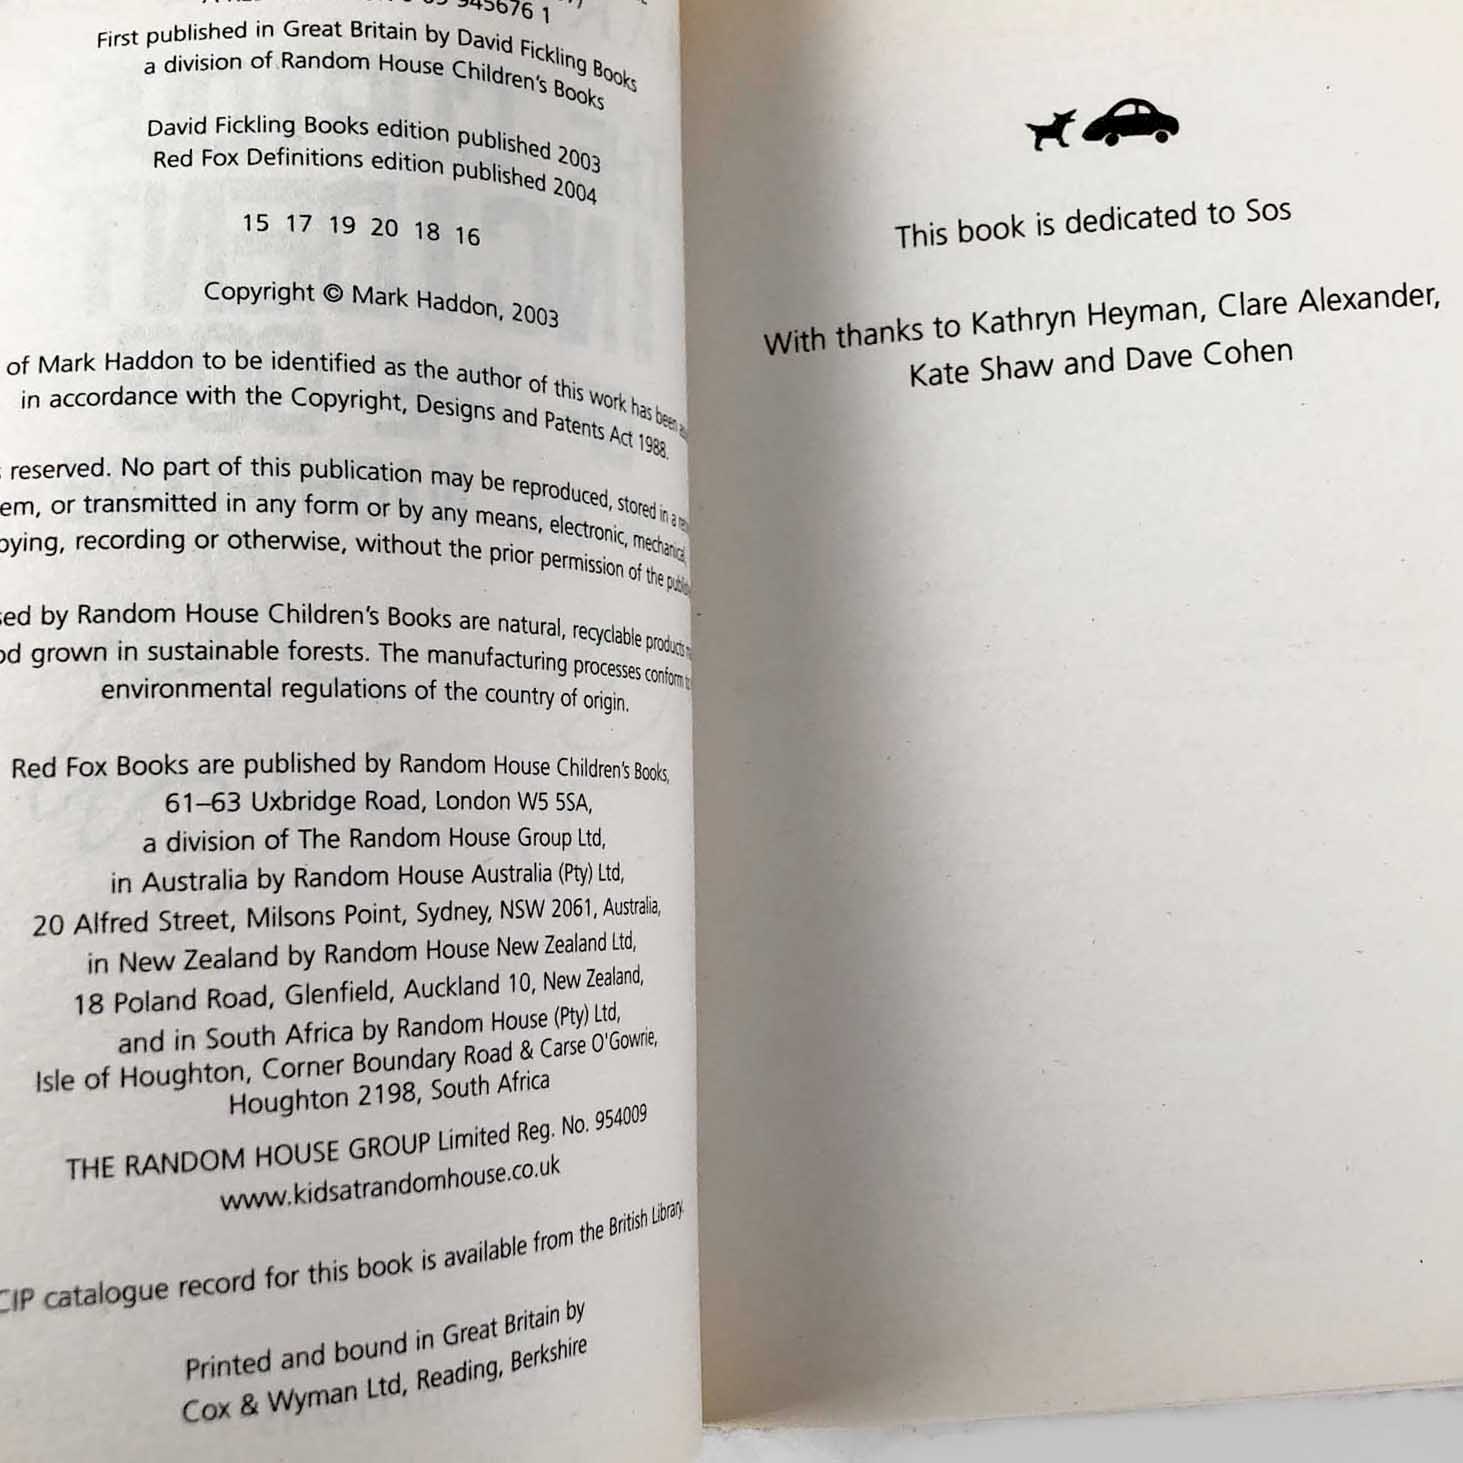 945676 1
First published in Great Britain by David Fickling Books
a division of Random House Children's Books
David Fickling Books edition published 2003
Red Fox Definitions edition published 2004
15 17 19 20 18 16
Copyright © Mark Haddon, 2003
of Mark Haddon to be identified as the author of this work has been
in accordance with the Copyright, Designs and Patents Act 1988.
reserved. No part of this publication may be reproduced, stored in a
em, or transmitted in any form or by any means, electronic, mechanical,
pying, recording or otherwise, without the prior permission of the
sed by Random House Children's Books are natural, recyclable products
od grown in sustainable forests. The manufacturing processes conform
environmental regulations of the country of origin.
Red Fox Books are published by Random House Children's Books,
61–63 Uxbridge Road, London W5 5SA,
a division of The Random House Group Ltd,
in Australia by Random House Australia (Pty) Ltd,
20 Alfred Street, Milsons Point, Sydney, NSW 2061, Australia,
in New Zealand by Random House New Zealand Ltd,
18 Poland Road, Glenfield, Auckland 10, New Zealand,
and in South Africa by Random House (Pty) Ltd,
Isle of Houghton, Corner Boundary Road & Carse O'Gowrie,
Houghton 2198, South Africa
THE RANDOM HOUSE GROUP Limited Reg. No. 954009
www.kidsatrandomhouse.co.uk
CIP catalogue record for this book is available from the British Library.
Printed and bound in Great Britain by
Cox & Wyman Ltd, Reading, Berkshire
This book is dedicated to Sos
With thanks to Kathryn Heyman, Clare Alexander,
Kate Shaw and Dave Cohen